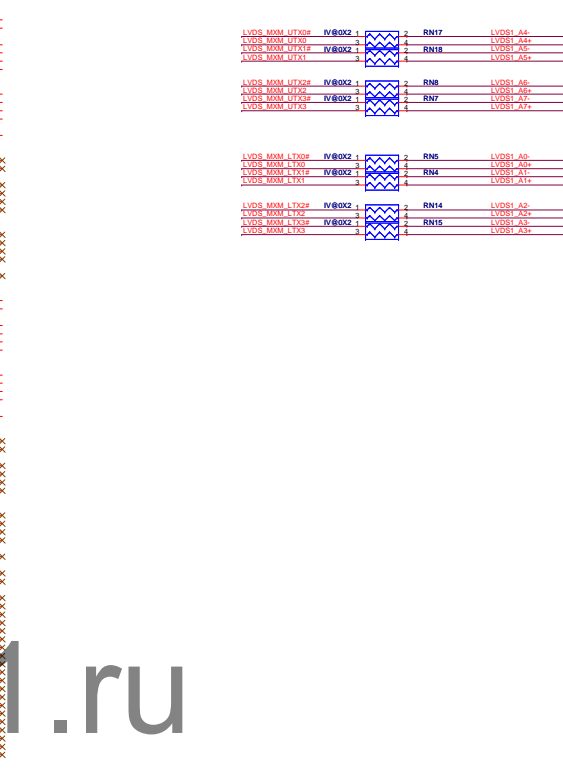 LVDS_MXM_UTX0# IV@0X2 1 2 RN17 LVDS1_A4-
LVDS_MXM_UTX0 3 4 LVDS1_A4+
LVDS_MXM_UTX1# IV@0X2 1 2 RN18 LVDS1_A5-
LVDS_MXM_UTX1 3 4 LVDS1_A5+
LVDS_MXM_UTX2# IV@0X2 1 2 RN8 LVDS1_A6-
LVDS_MXM_UTX2 3 4 LVDS1_A6+
LVDS_MXM_UTX3# IV@0X2 1 2 RN7 LVDS1_A7-
LVDS_MXM_UTX3 3 4 LVDS1_A7+
LVDS_MXM_LTX0# IV@0X2 1 2 RN5 LVDS1_A0-
LVDS_MXM_LTX0 3 4 LVDS1_A0+
LVDS_MXM_LTX1# IV@0X2 1 2 RN4 LVDS1_A1-
LVDS_MXM_LTX1 3 4 LVDS1_A1+
LVDS_MXM_LTX2# IV@0X2 1 2 RN14 LVDS1_A2-
LVDS_MXM_LTX2 3 4 LVDS1_A2+
LVDS_MXM_LTX3# IV@0X2 1 2 RN15 LVDS1_A3-
LVDS_MXM_LTX3 3 4 LVDS1_A3+
1.ru